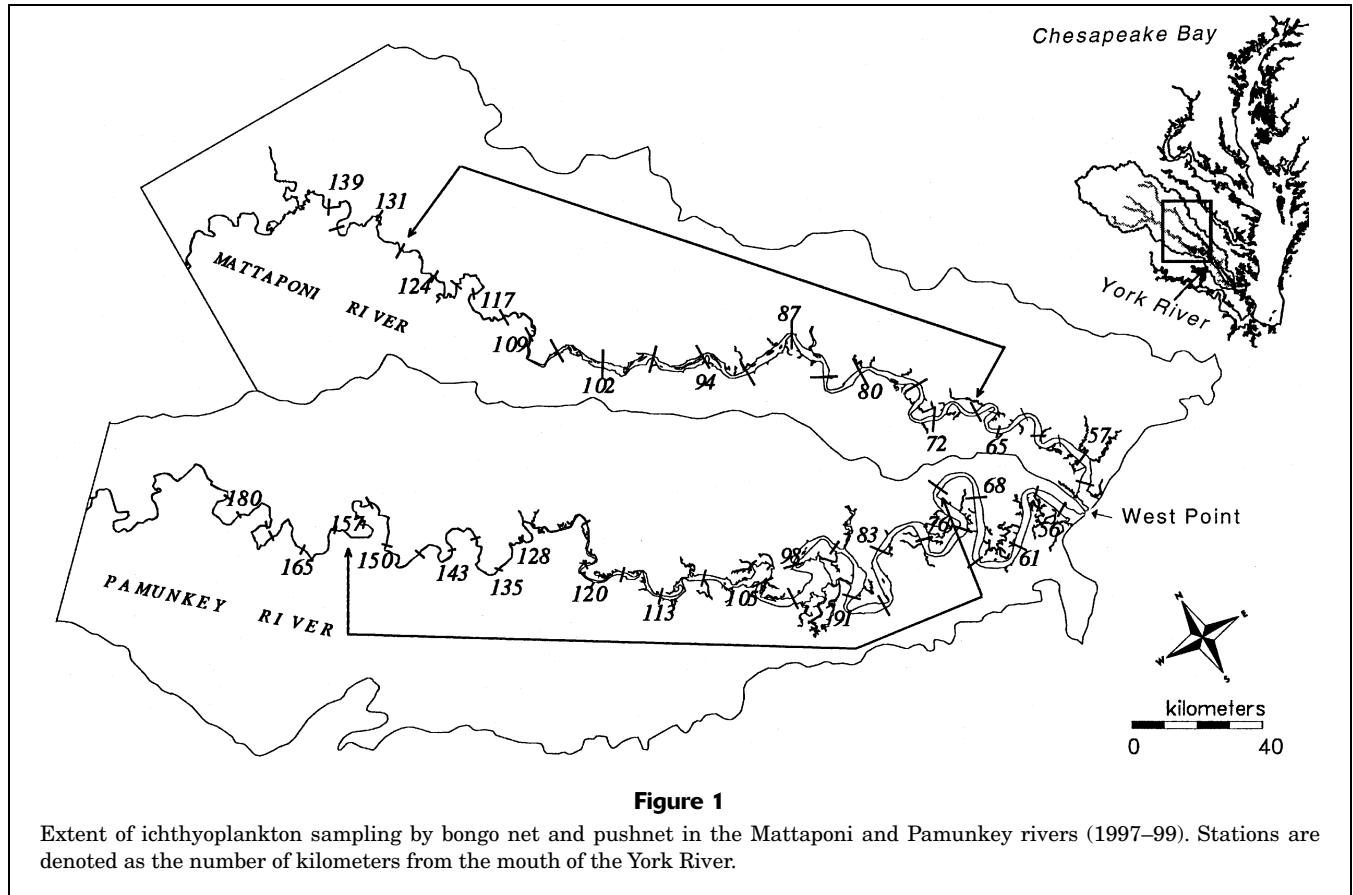 Chesapeake Bay
York River
139
131
MATTAPONI RIVER
124
117
109
102
94
87
80
72
65
57
West Point
180
165
157
150
143
135
128
120
113
105
98
91
83
76
68
61
56
PAMUNKEY RIVER
N
E
W
S
kilometers
0 40
Figure 1
Extent of ichthyoplankton sampling by bongo net and pushnet in the Mattaponi and Pamunkey rivers (1997–99). Stations are
denoted as the number of kilometers from the mouth of the York River.